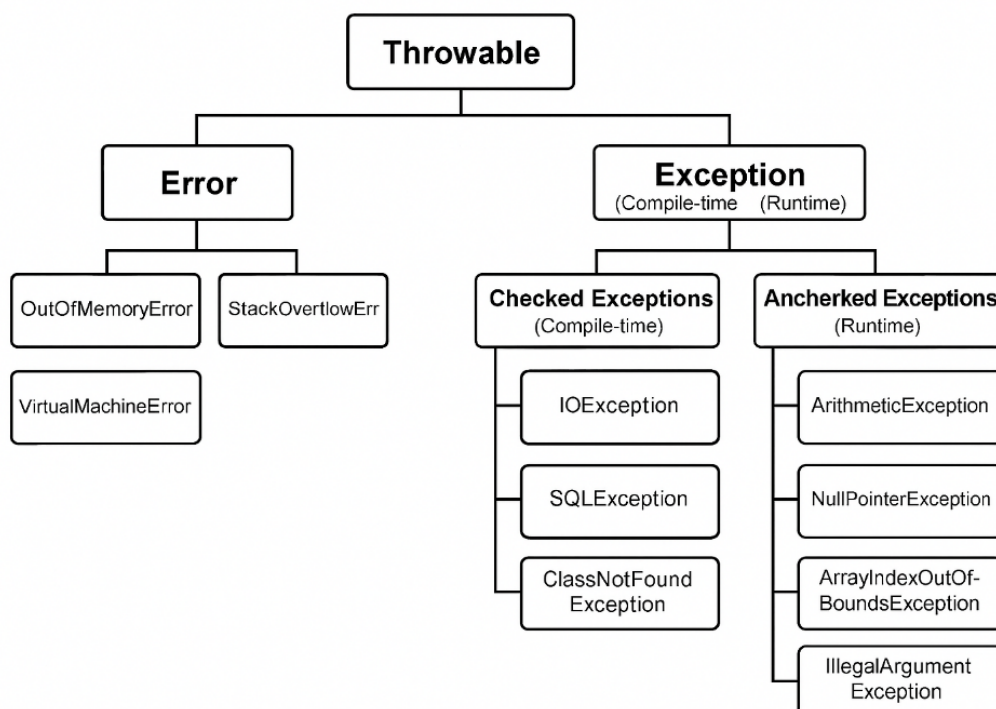 Throwable
Error
Exception
(Compile-time (Runtime)
OutOfMemoryError
StackOvertlowErr
Checked Exceptions
(Compile-time)
Ancherked Exceptions
(Runtime)
VirtualMachineError
IOException
ArithmeticException
SQLException
NullPointerException
ClassNotFound
Exception
ArrayIndexOutOf-
BoundsException
IllegalArgument
Exception